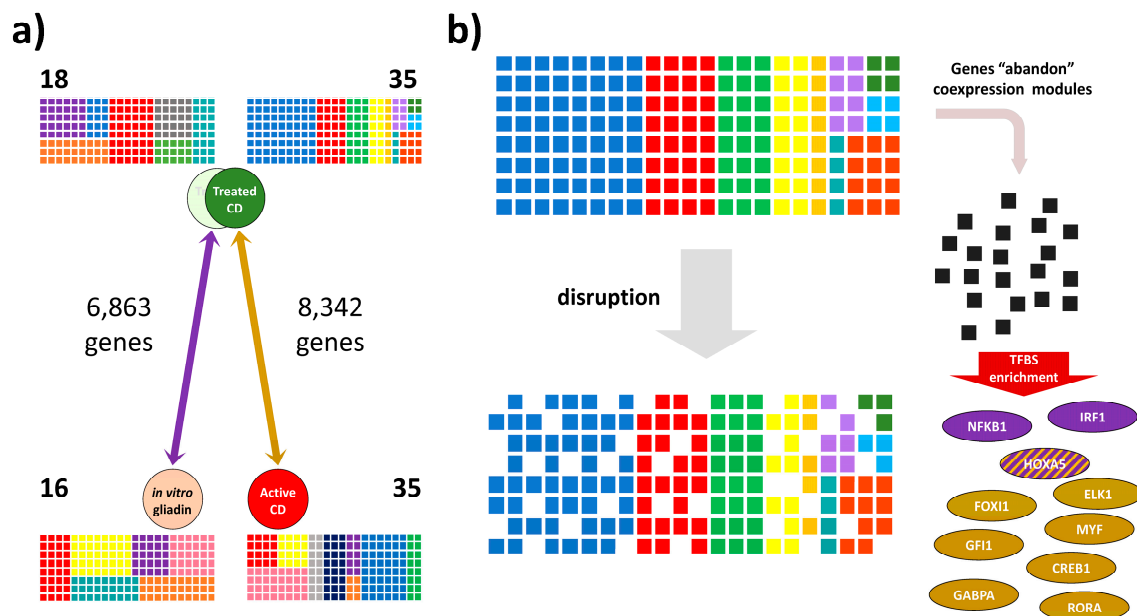 a)
18
35
Treated
CD
6,863
genes
8,342
genes
16
in vitro
gliadin
Active
CD
35
b)
disruption
Genes “abandon”
coexpression modules
TFBS
enrichment
NFKB1
IRF1
HOXA5
ELK1
FOXI1
MYF
GFI1
CREB1
GABPA
RORA